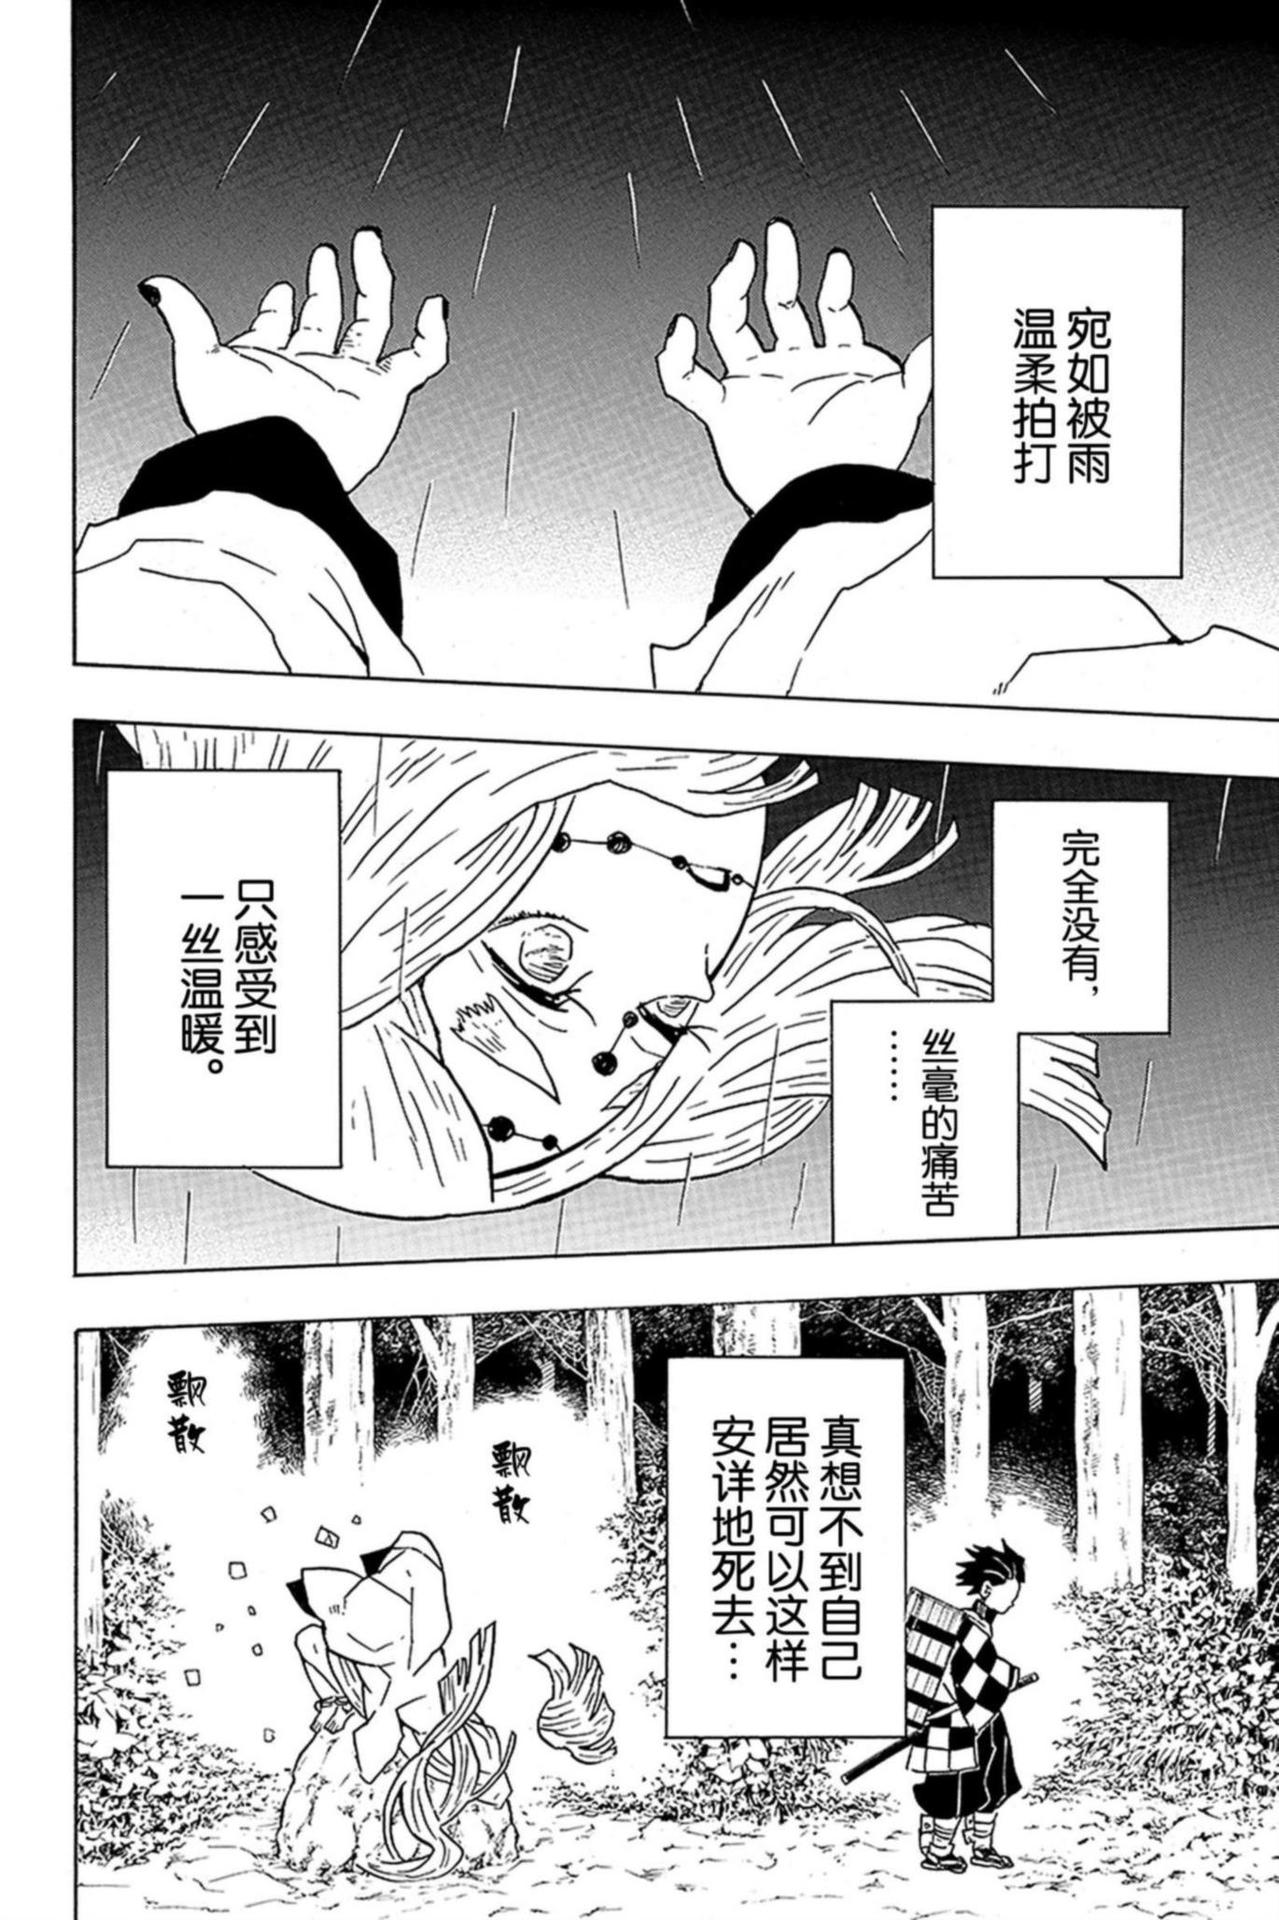 宛如被雨
温柔拍打
完全没有,
丝毫的痛苦
……
只感受到
一丝温暖。
真想不到自己
居然可以这样
安详地死去…
飘散
飘散